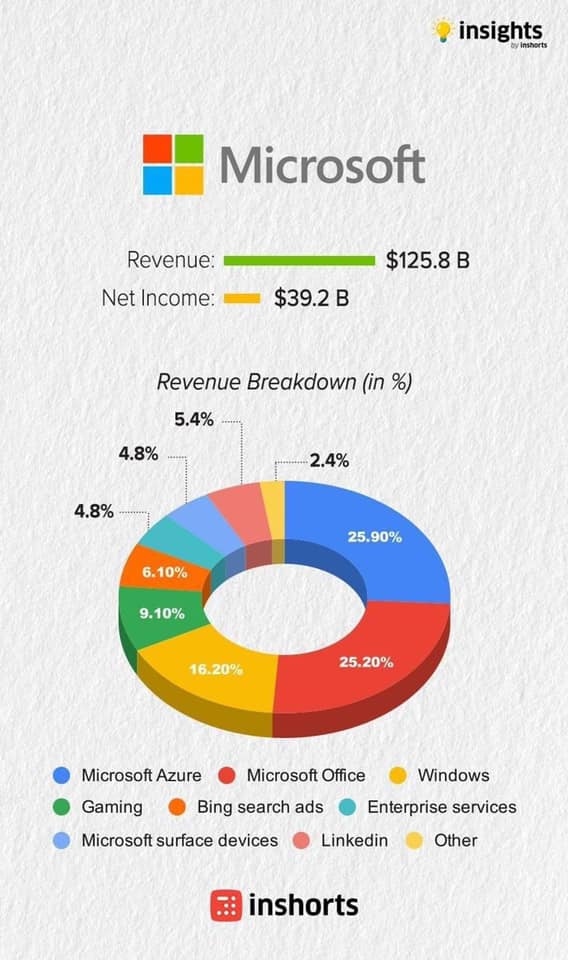 insights
by inshorts
Microsoft
Revenue: $125.8 B
Net Income: $39.2 B
Revenue Breakdown (in %)
5.4%
4.8%
2.4%
4.8%
25.90%
6.10%
9.10%
25.20%
16.20%
Microsoft Azure Microsoft Office Windows
Gaming Bing search ads Enterprise services
Microsoft surface devices Linkedin Other
inshorts